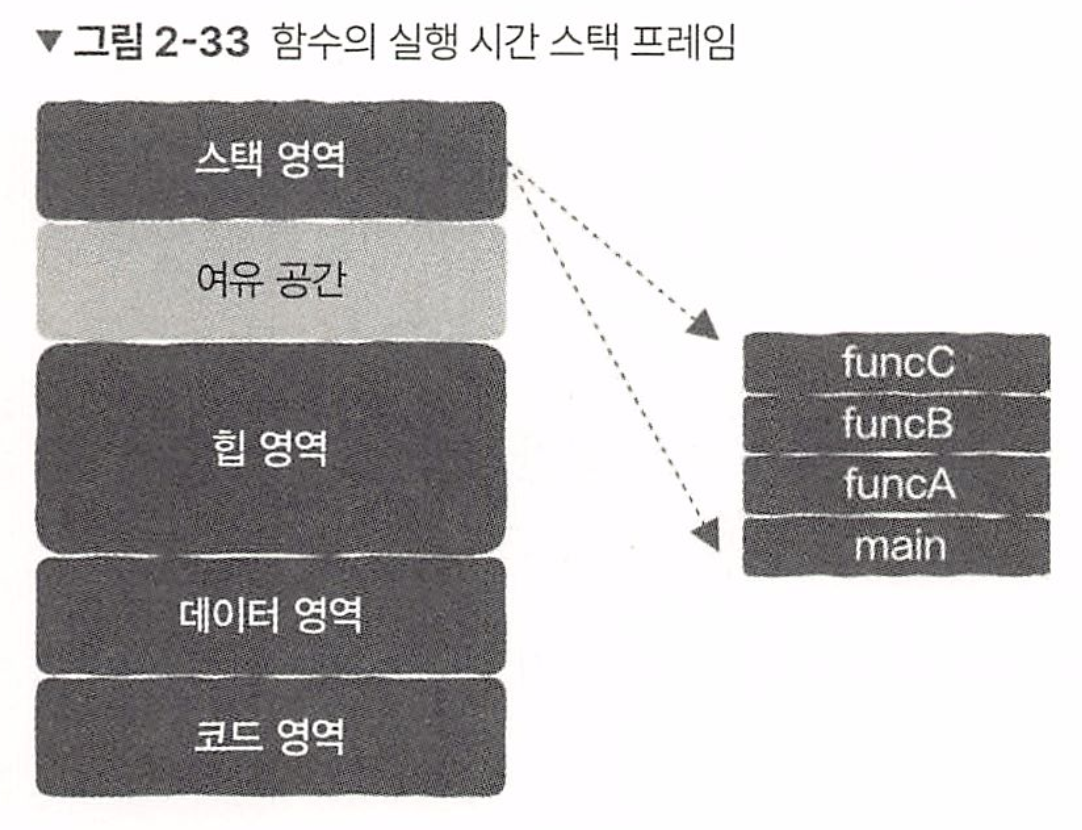 ▼ 그림 2-33 함수의 실행 시간 스택 프레임
스택 영역
여유 공간
힙 영역
데이터 영역
코드 영역
funcC
funcB
funcA
main